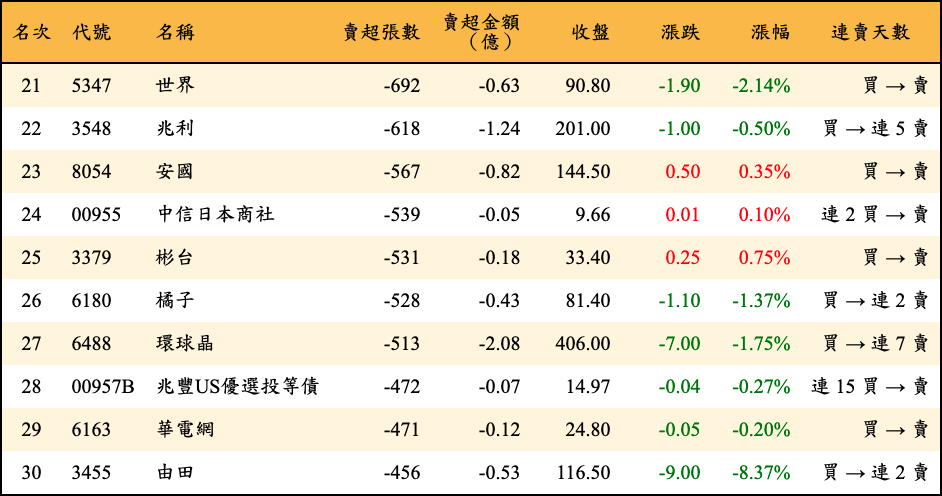 名次 代號 名稱 賣超張數 賣超金額（億） 收盤 漲跌 漲幅 連賣天數
21 5347 世界 -692 -0.63 90.80 -1.90 -2.14% 買 → 賣
22 3548 兆利 -618 -1.24 201.00 -1.00 -0.50% 買 → 連 5 賣
23 8054 安國 -567 -0.82 144.50 0.50 0.35% 買 → 賣
24 00955 中信日本商社 -539 -0.05 9.66 0.01 0.10% 連 2 買 → 賣
25 3379 彬台 -531 -0.18 33.40 0.25 0.75% 買 → 賣
26 6180 橘子 -528 -0.43 81.40 -1.10 -1.37% 買 → 連 2 賣
27 6488 環球晶 -513 -2.08 406.00 -7.00 -1.75% 買 → 連 7 賣
28 00957B 兆豐US優選投等債 -472 -0.07 14.97 -0.04 -0.27% 連 15 買 → 賣
29 6163 華電網 -471 -0.12 24.80 -0.05 -0.20% 買 → 賣
30 3455 由田 -456 -0.53 116.50 -9.00 -8.37% 買 → 連 2 賣